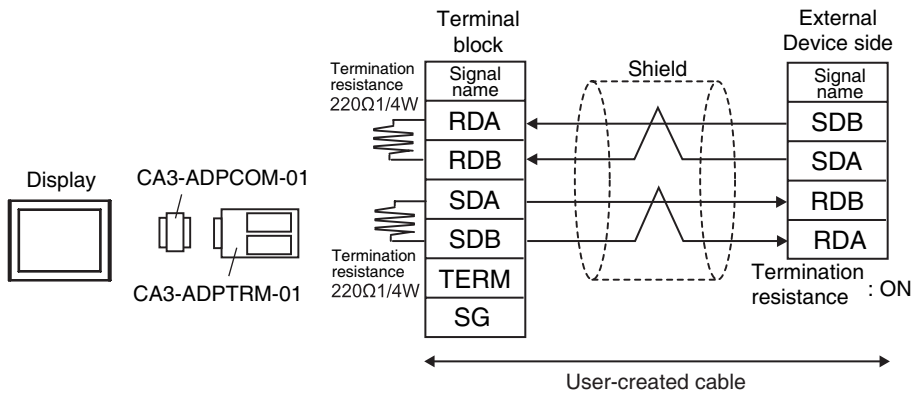 Display
CA3-ADPCOM-01
CA3-ADPTRM-01
Termination
resistance
220Ω1/4W
Termination
resistance
220Ω1/4W
Terminal
block
Signal
name
RDA
RDB
SDA
SDB
TERM
SG
Shield
External
Device side
Signal
name
SDB
SDA
RDB
RDA
Termination
resistance : ON
User-created cable